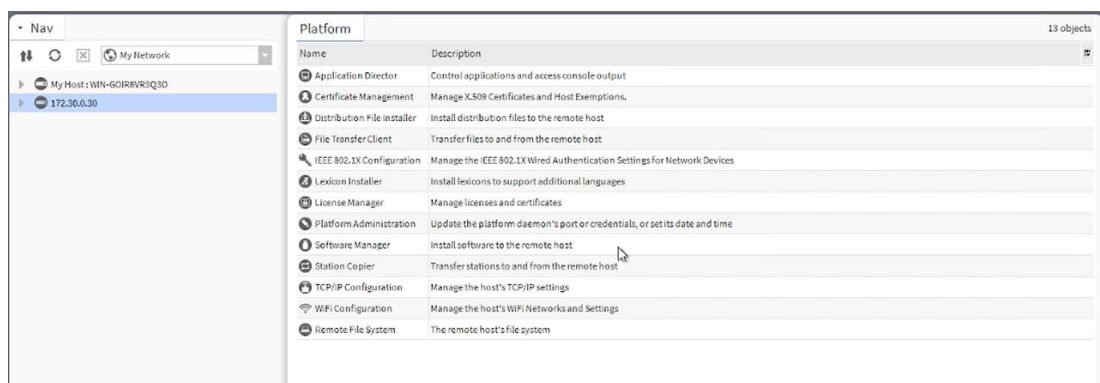 Nav
My Network
My Host : WIN-GOIR8VR3Q3O
172.30.0.30
Platform
13 objects
Name Description
Application Director Control applications and access console output
Certificate Management Manage X.509 Certificates and Host Exemptions.
Distribution File Installer Install distribution files to the remote host
File Transfer Client Transfer files to and from the remote host
IEEE 802.1X Configuration Manage the IEEE 802.1X Wired Authentication Settings for Network Devices
Lexicon Installer Install lexicons to support additional languages
License Manager Manage licenses and certificates
Platform Administration Update the platform daemon's port or credentials, or set its date and time
Software Manager Install software to the remote host
Station Copier Transfer stations to and from the remote host
TCP/IP Configuration Manage the host's TCP/IP settings
WiFi Configuration Manage the host's WiFi Networks and Settings
Remote File System The remote host's file system